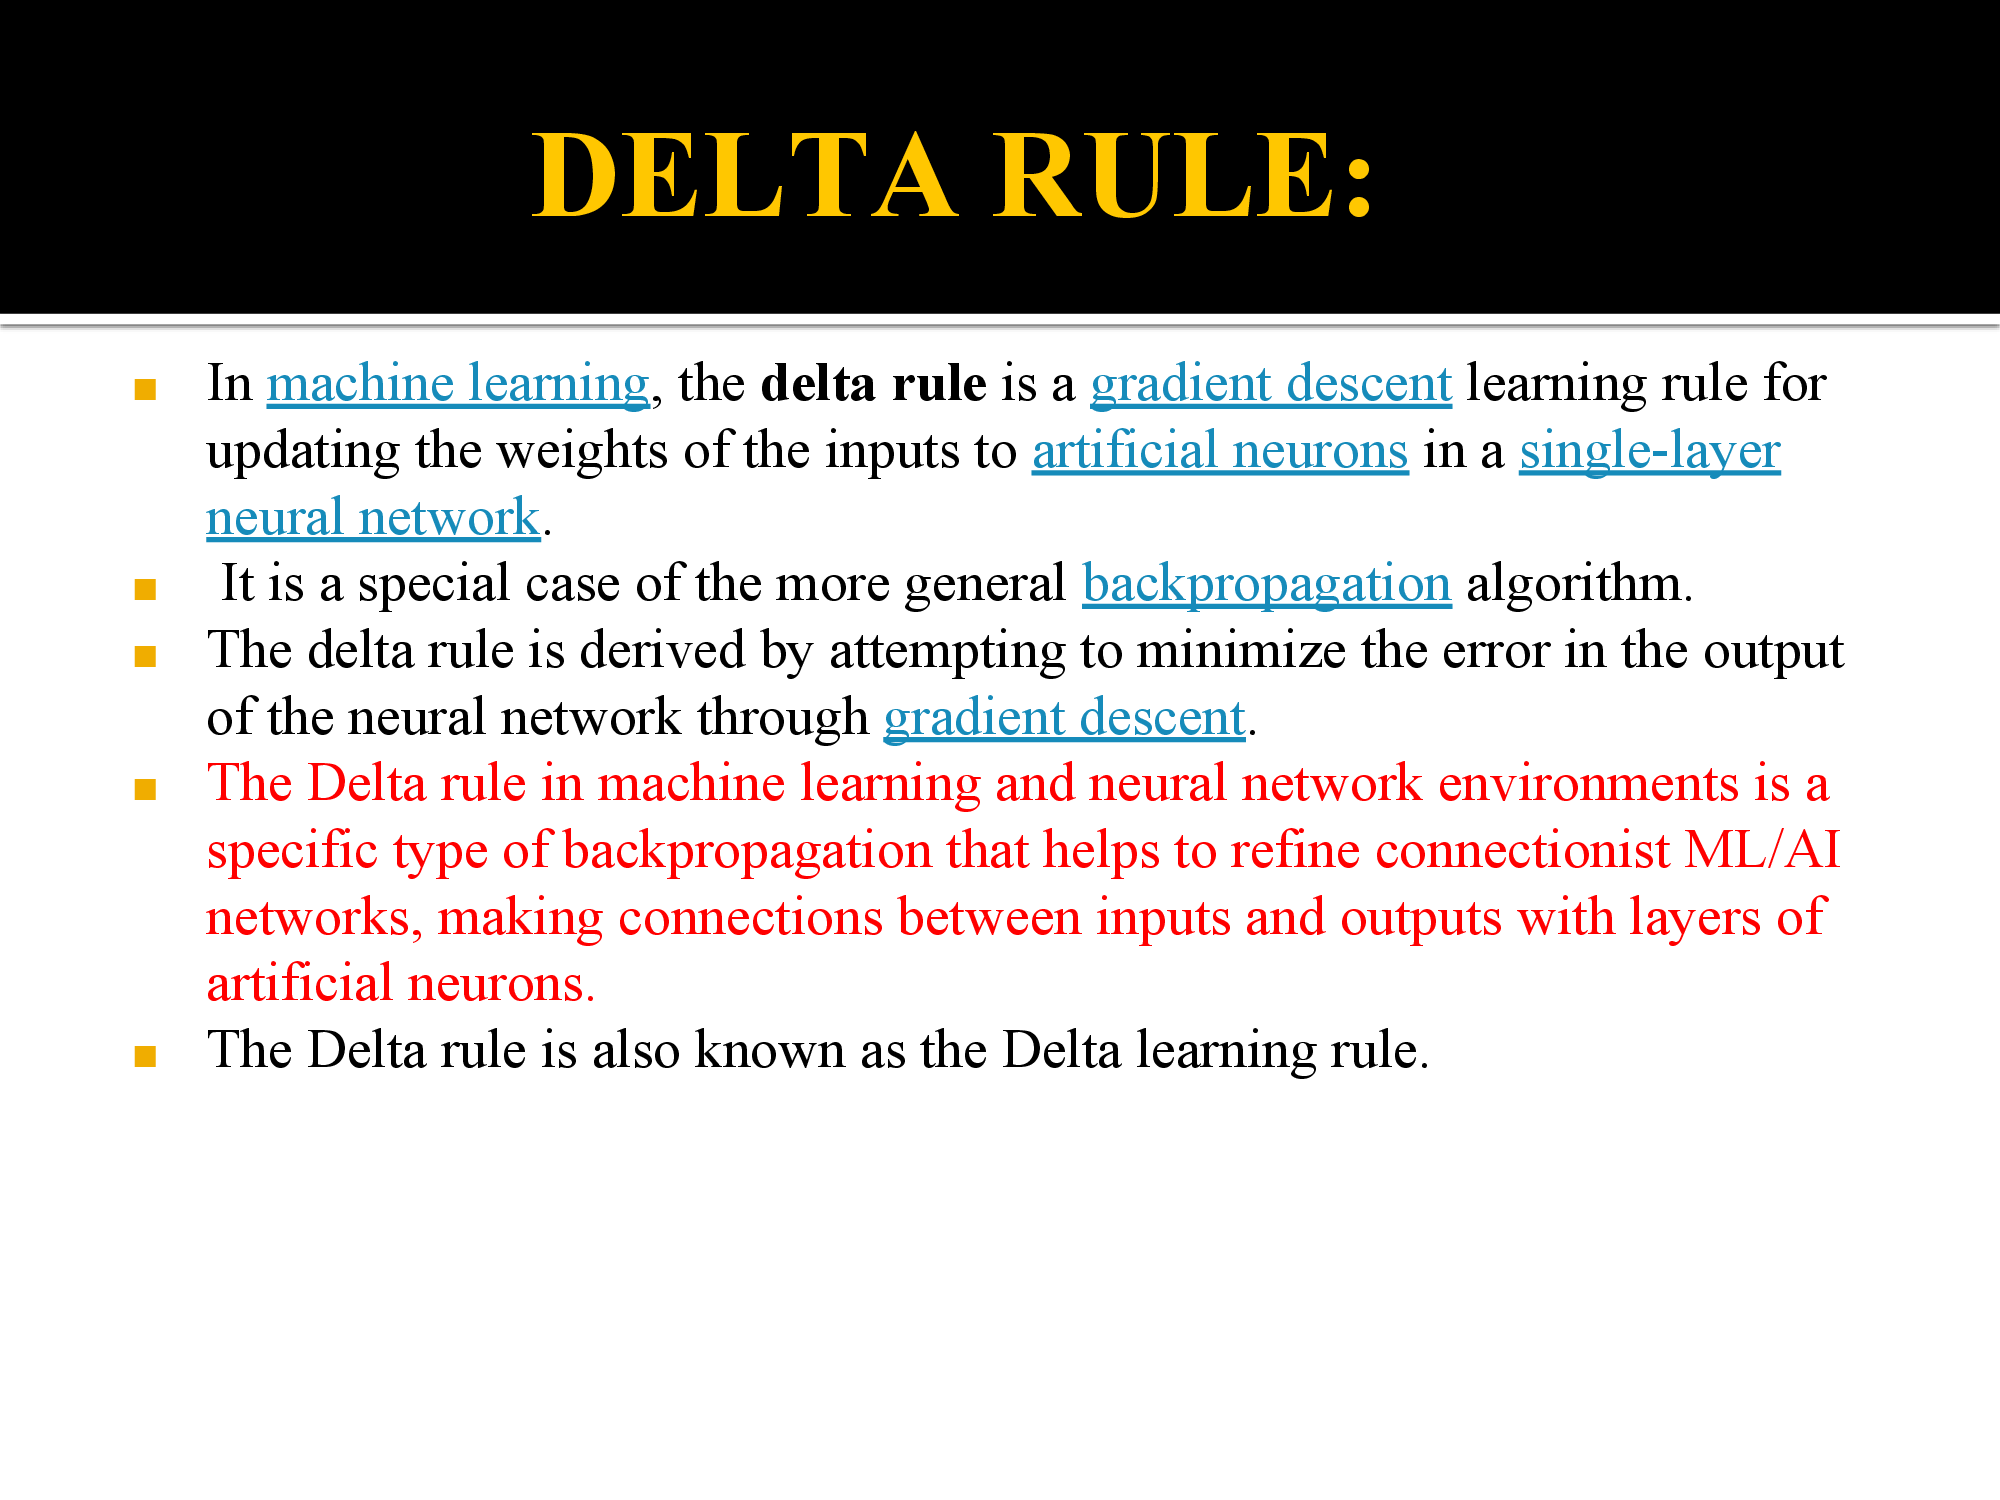 DELTA RULE:
In machine learning, the delta rule is a gradient descent learning rule for
updating the weights of the inputs to artificial neurons in a single-layer
neural network.
It is a special case of the more general backpropagation algorithm.
The delta rule is derived by attempting to minimize the error in the output
of the neural network through gradient descent.
The Delta rule in machine learning and neural network environments is a
specific type of backpropagation that helps to refine connectionist ML/AI
networks, making connections between inputs and outputs with layers of
artificial neurons.
The Delta rule is also known as the Delta learning rule.